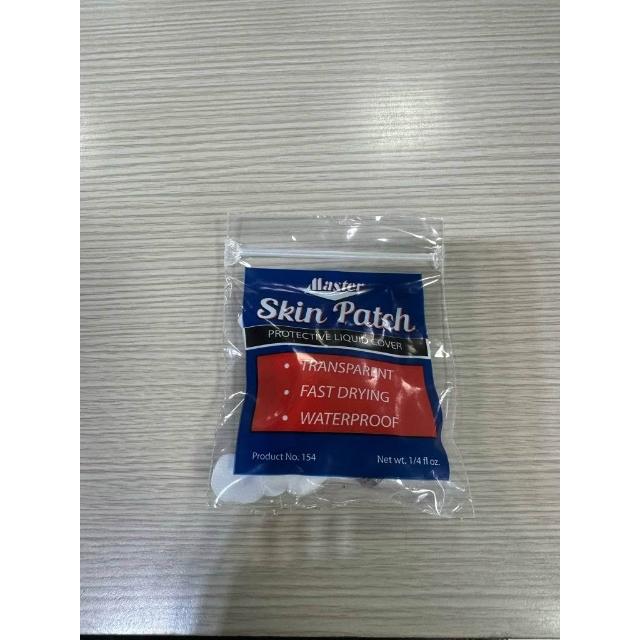 Master
Skin Patch
PROTECTIVE LIQUID COVER
• TRANSPARENT
• FAST DRYING
• WATERPROOF
Product No. 154 Net wt. 1/4 fl oz.